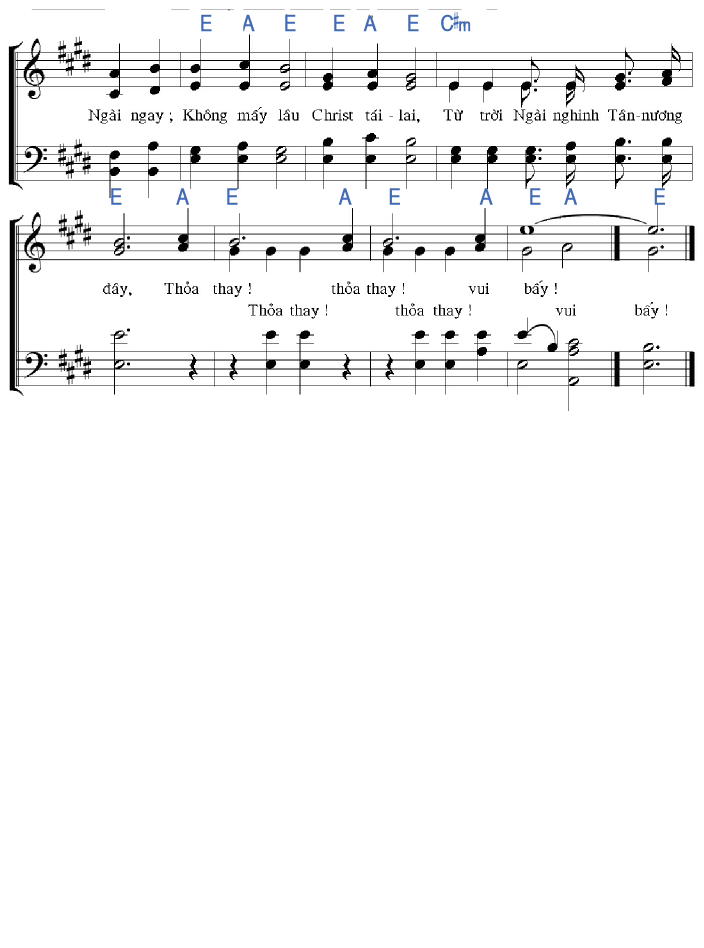 E A E E A E C#m
Ngài ngay ; Không mấy lâu Christ tái - lai, Từ trời Ngài nghinh Tân-nương
E A E A E A E A E
đáy, Thỏa thay ! thỏa thay ! vui bấy !
Thỏa thay ! thỏa thay ! vui bấy !